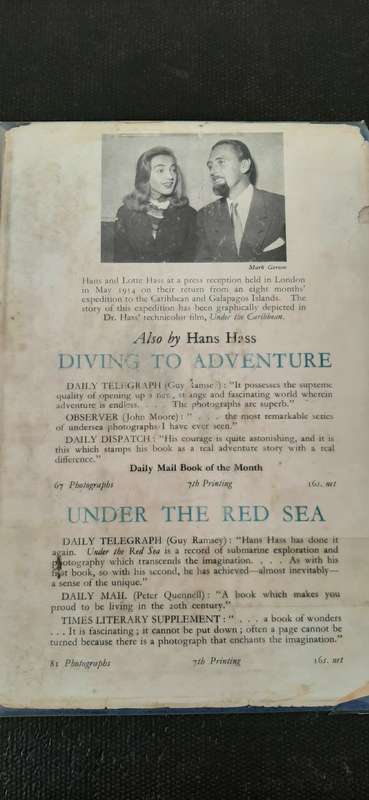 Mark Gerson
Hans and Lotte Hass at a press reception held in London
in May 1954 on their return from an eight months'
expedition to the Caribbean and Galapagos Islands. The
story of this expedition has been graphically depicted in
Dr. Hass' technicolor film, Under the Caribbean.
Also by Hans Hass
DIVING TO ADVENTURE
DAILY TELEGRAPH (Guy Ramsey): "It possesses the supreme
quality of opening up a new, strange and fascinating world wherein
adventure is endless. . . . The photographs are superb."
OBSERVER (John Moore): " . . . the most remarkable series
of undersea photographs I have ever seen."
DAILY DISPATCH: "His courage is quite astonishing, and it is
this which stamps his book as a real adventure story with a real
difference."
Daily Mail Book of the Month
67 Photographs 7th Printing 16s. net
UNDER THE RED SEA
DAILY TELEGRAPH (Guy Ramsey): "Hans Hass has done it
again. Under the Red Sea is a record of submarine exploration and
photography which transcends the imagination. . . . As with his
first book, so with his second, he has achieved—almost inevitably—
a sense of the unique."
DAILY MAIL (Peter Quennell): "A book which makes you
proud to be living in the 20th century."
TIMES LITERARY SUPPLEMENT: " . . . a book of wonders
. . . It is fascinating; it cannot be put down; often a page cannot be
turned because there is a photograph that enchants the imagination."
81 Photographs 7th Printing 16s. net